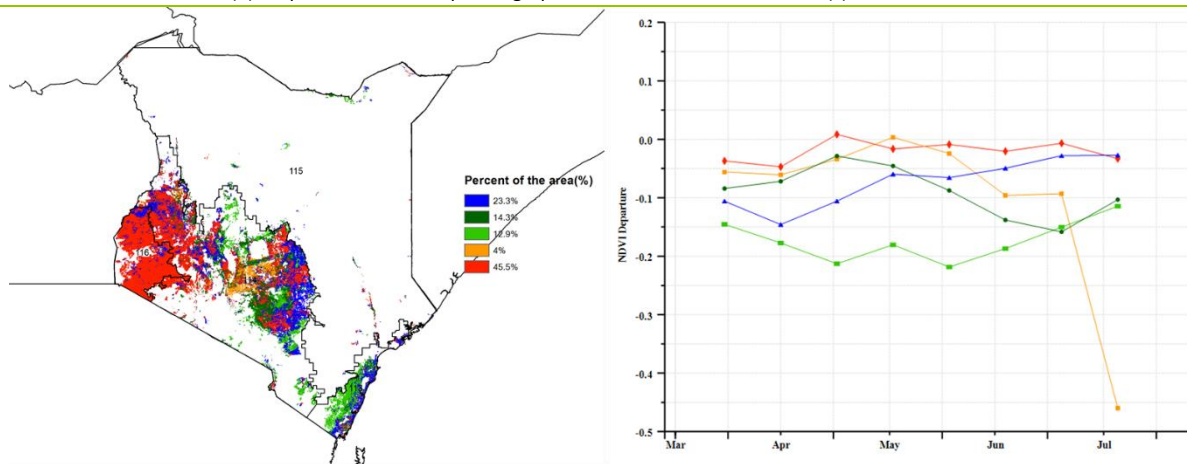 115
16
Percent of the area(%)
23.3%
14.3%
12.9%
4%
45.5%
0.2
0.1
0.0
-0.1
-0.2
-0.3
-0.4
-0.5
NDVI Departure
Mar
Apr
May
Jun
Jul